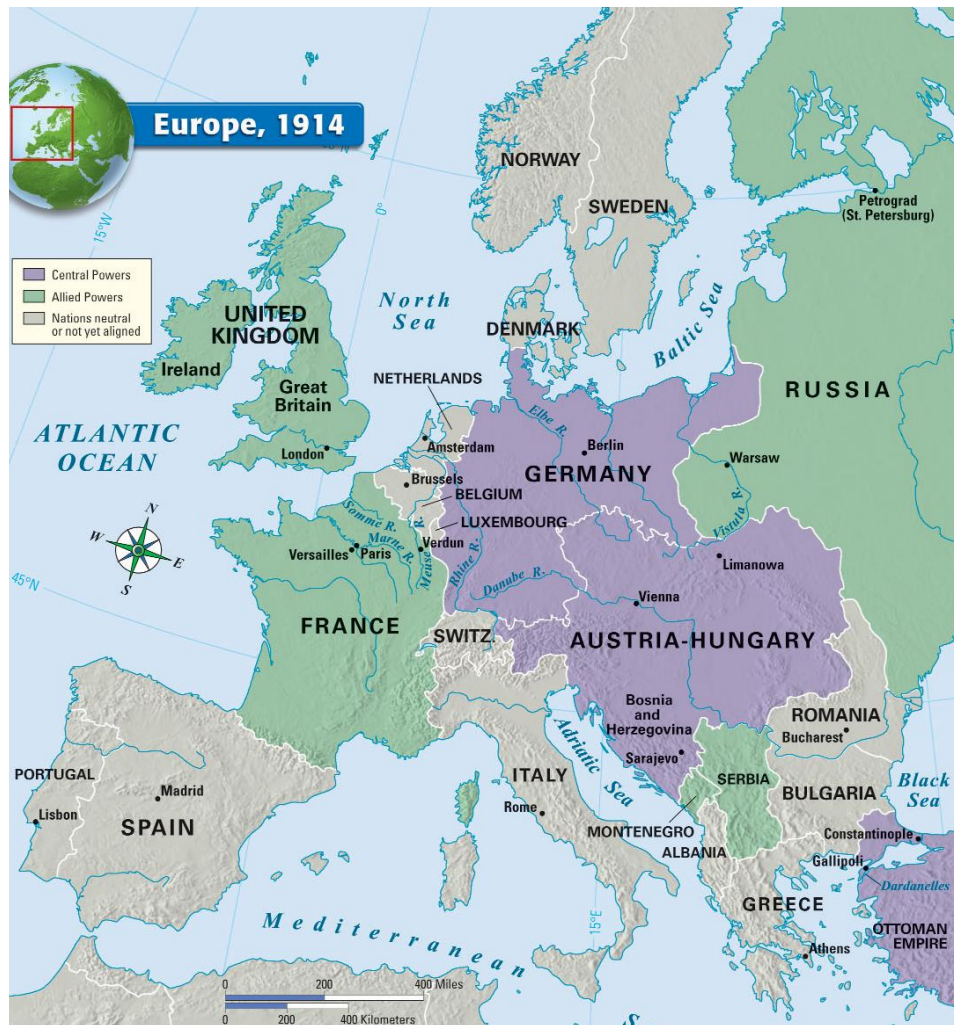 Europe, 1914
15°W
0°
45°N
15°E
Central Powers
Allied Powers
Nations neutral
or not yet aligned
NORWAY
SWEDEN
Petrograd
(St. Petersburg)
North
Sea
DENMARK
Baltic Sea
UNITED
KINGDOM
Ireland
Great
Britain
London
RUSSIA
NETHERLANDS
Amsterdam
Elbe R.
Berlin
GERMANY
Warsaw
Vistula R.
ATLANTIC
OCEAN
Brussels
BELGIUM
LUXEMBOURG
Somme R.
Marne R.
Versailles
Paris
Verdun
Meuse R.
Rhine R.
Danube R.
Limanowa
Vienna
N
W
E
S
FRANCE
SWITZ.
AUSTRIA-HUNGARY
Bosnia
and
Herzegovina
Sarajevo
ROMANIA
Bucharest
SERBIA
BULGARIA
Black
Sea
PORTUGAL
Lisbon
Madrid
SPAIN
ITALY
Rome
Adriatic Sea
MONTENEGRO
ALBANIA
Constantinople
Gallipoli
Dardanelles
GREECE
OTTOMAN
EMPIRE
Athens
Mediterranean
S
0 200 400 Miles
0 200 400 Kilometers